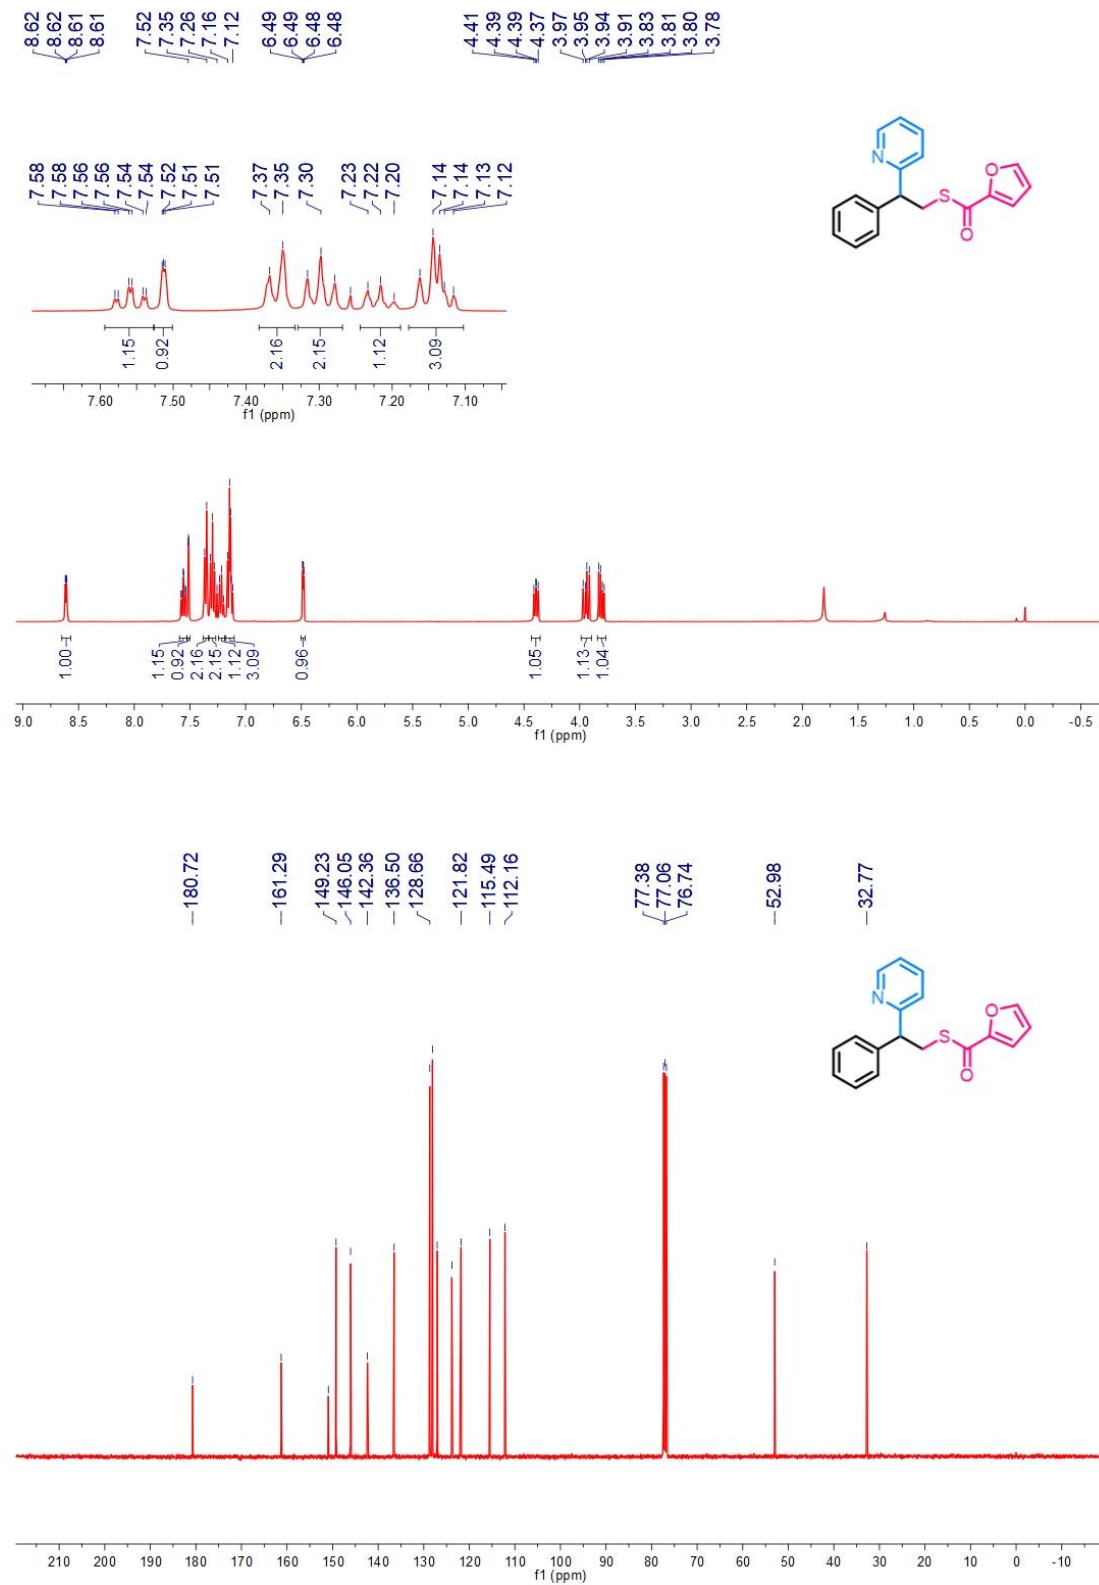 8.62 8.62 8.61 8.61 7.52 7.35 7.26 7.16 7.12 6.49 6.49 6.48 6.48 4.41 4.39 4.39 4.37 3.97 3.95 3.94 3.91 3.83 3.81 3.80 3.78
N
O
S
O
7.58 7.58 7.56 7.56 7.54 7.54 7.52 7.51 7.51 7.37 7.35 7.30 7.23 7.22 7.20 7.14 7.14 7.13 7.12
1.15 0.92 2.16 2.15 1.12 3.09
7.60 7.50 7.40 7.30 7.20 7.10
f1 (ppm)
1.00 1.15 0.92 2.16 2.15 1.12 3.09 0.96 1.05 1.13 1.04
9.0 8.5 8.0 7.5 7.0 6.5 6.0 5.5 5.0 4.5 4.0 3.5 3.0 2.5 2.0 1.5 1.0 0.5 0.0 -0.5
f1 (ppm)
180.72 161.29 149.23 146.05 142.36 136.50 128.66 121.82 115.49 112.16 77.38 77.06 76.74 52.98 32.77
N
O
S
O
210 200 190 180 170 160 150 140 130 120 110 100 90 80 70 60 50 40 30 20 10 0 -10
f1 (ppm)